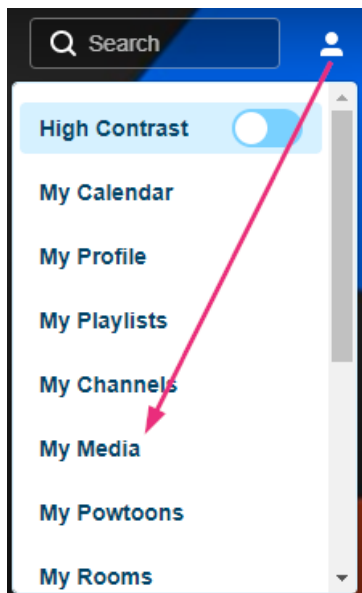 Search
High Contrast
My Calendar
My Profile
My Playlists
My Channels
My Media
My Powtoons
My Rooms